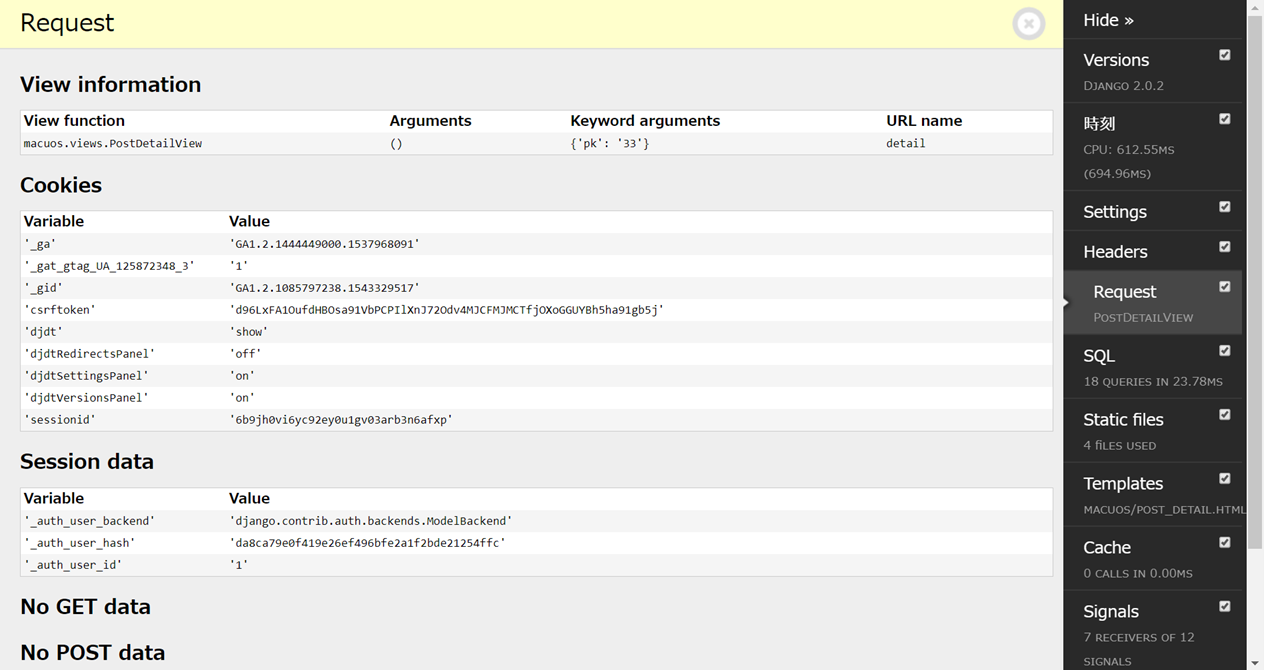 Request
View information
View function Arguments Keyword arguments URL name
macuos.views.PostDetailView () {'pk': '33'} detail
Cookies
Variable Value
'_ga' 'GA1.2.1444449000.1537968091'
'_gat_gtag_UA_125872348_3' '1'
'_gid' 'GA1.2.1085797238.1543329517'
'csrftoken' 'd96LxFA1OufdHBOsa91VbPCPIlXnJ72Odv4MJCFMJMCTfjOXoGGUYBh5ha91gb5j'
'djdt' 'show'
'djdtRedirectsPanel' 'off'
'djdtSettingsPanel' 'on'
'djdtVersionsPanel' 'on'
'sessionid' '6b9jh0vi6yc92ey0u1gv03arb3n6afxp'
Session data
Variable Value
'_auth_user_backend' 'django.contrib.auth.backends.ModelBackend'
'_auth_user_hash' 'da8ca79e0f419e26ef496bfe2a1f2bde21254ffc'
'_auth_user_id' '1'
No GET data
No POST data
Hide »
Versions
DJANGO 2.0.2
時刻
CPU: 612.55MS
(694.96MS)
Settings
Headers
Request
POSTDETAILVIEW
SQL
18 QUERIES IN 23.78MS
Static files
4 FILES USED
Templates
MACUOS/POST_DETAIL.HTML
Cache
0 CALLS IN 0.00MS
Signals
7 RECEIVERS OF 12
SIGNALS